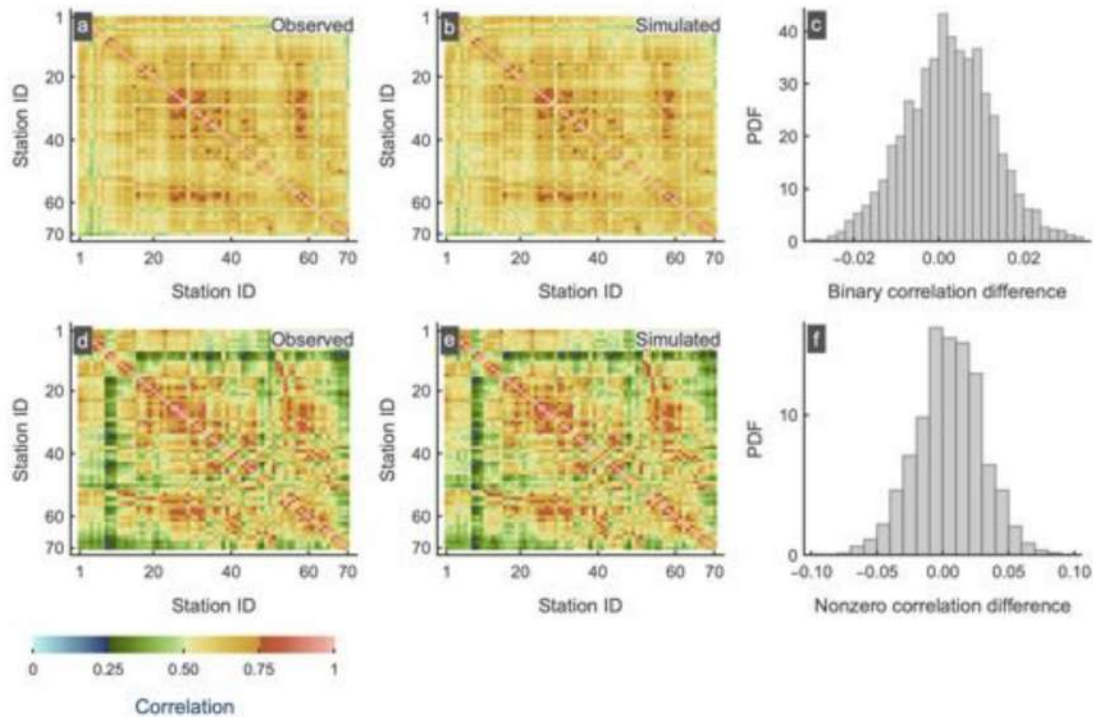 a Observed
b Simulated
c
Station ID
1
20
40
60
70
1 20 40 60 70
Station ID
Station ID
1
20
40
60
70
1 20 40 60 70
Station ID
PDF
40
30
20
10
0
−0.02 0.00 0.02
Binary correlation difference
d Observed
e Simulated
f
Station ID
1
20
40
60
70
1 20 40 60 70
Station ID
Station ID
1
20
40
60
70
1 20 40 60 70
Station ID
PDF
10
0
−0.10 −0.05 0.00 0.05 0.10
Nonzero correlation difference
0 0.25 0.50 0.75 1
Correlation